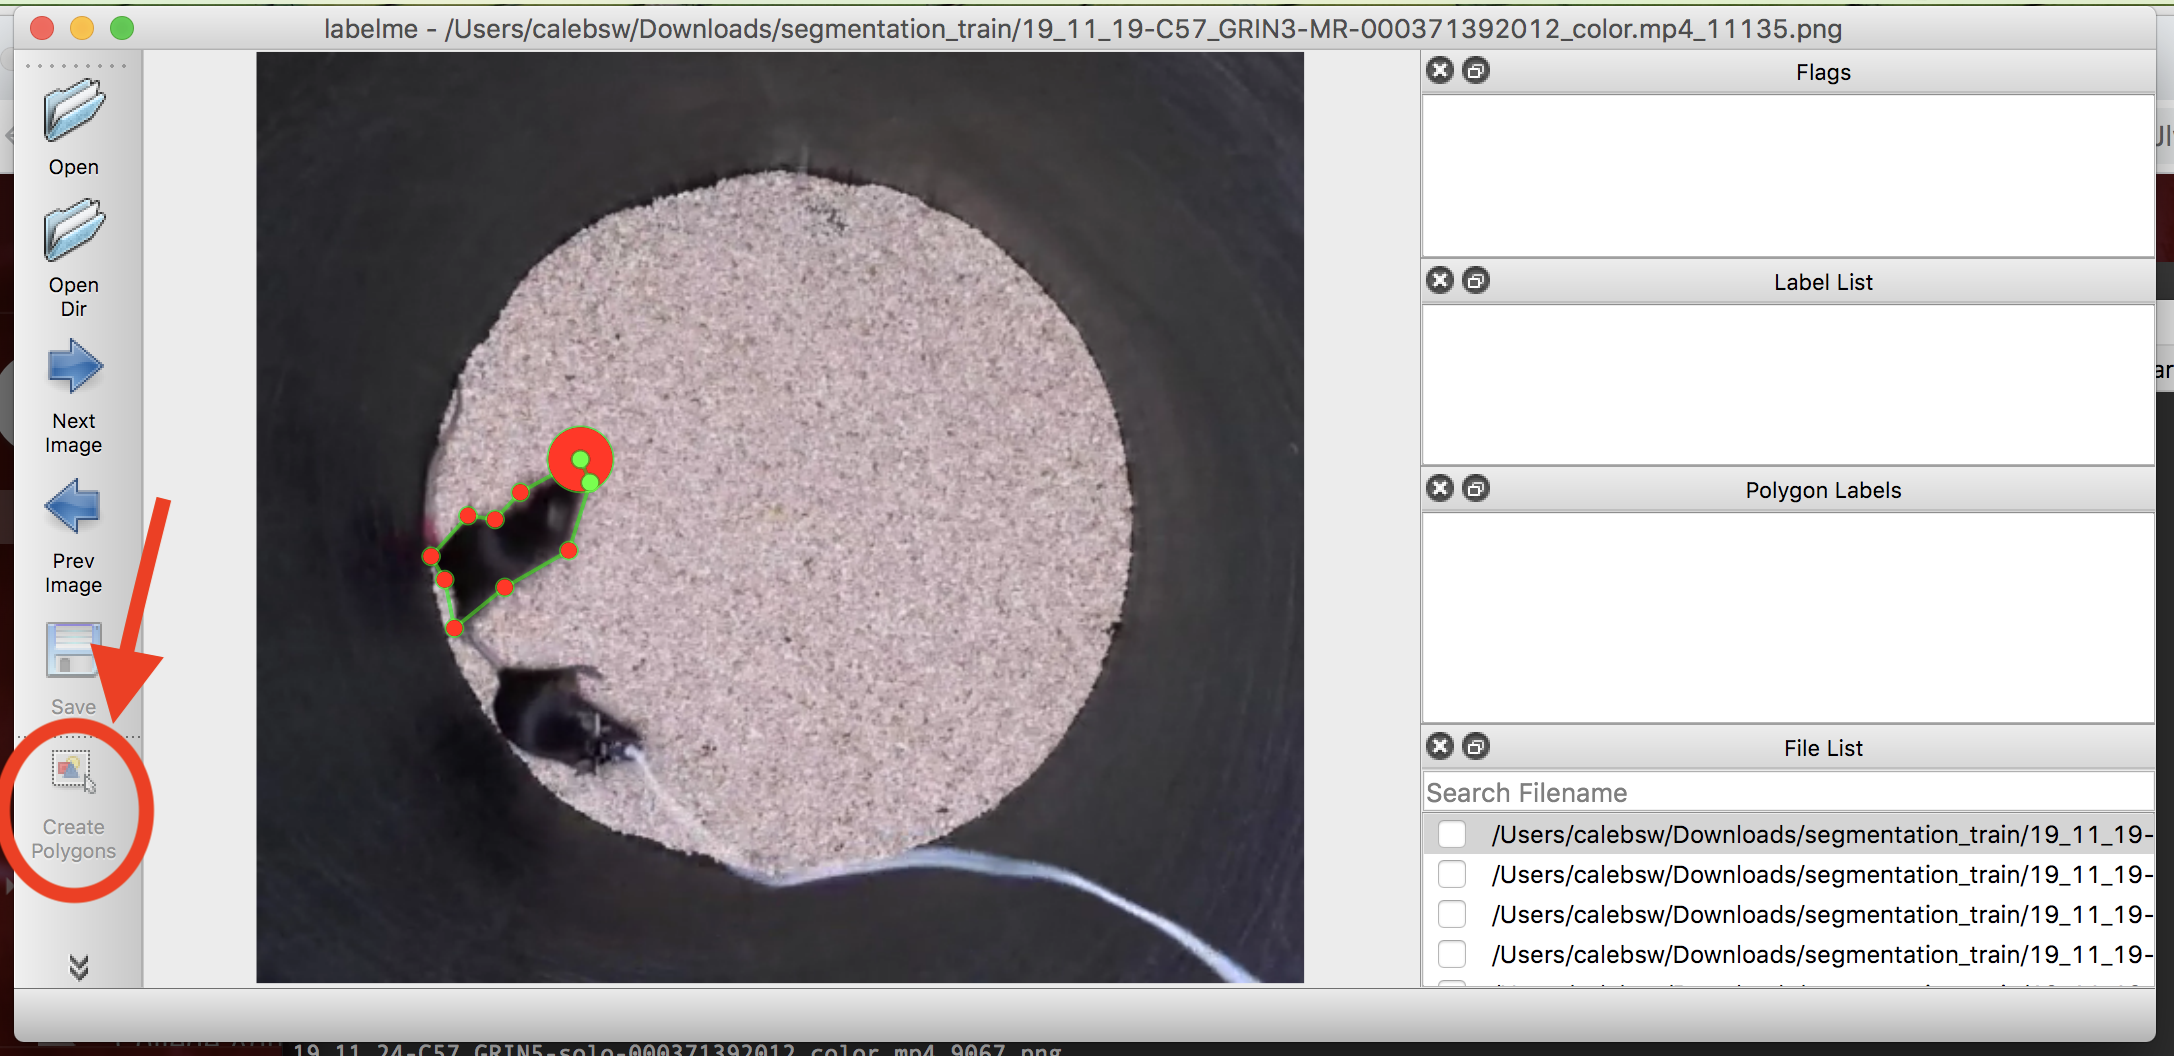 labelme - /Users/calebsw/Downloads/segmentation_train/19_11_19-C57_GRIN3-MR-000371392012_color.mp4_11135.png
Open
Open
Dir
Next
Image
Prev
Image
Save
Create
Polygons
Flags
Label List
Polygon Labels
File List
Search Filename
/Users/calebsw/Downloads/segmentation_train/19_11_19-
/Users/calebsw/Downloads/segmentation_train/19_11_19-
/Users/calebsw/Downloads/segmentation_train/19_11_19-
/Users/calebsw/Downloads/segmentation_train/19_11_19-
19_11_24-C57_GRIN5-solo-000371392012_color.mp4_9067.png